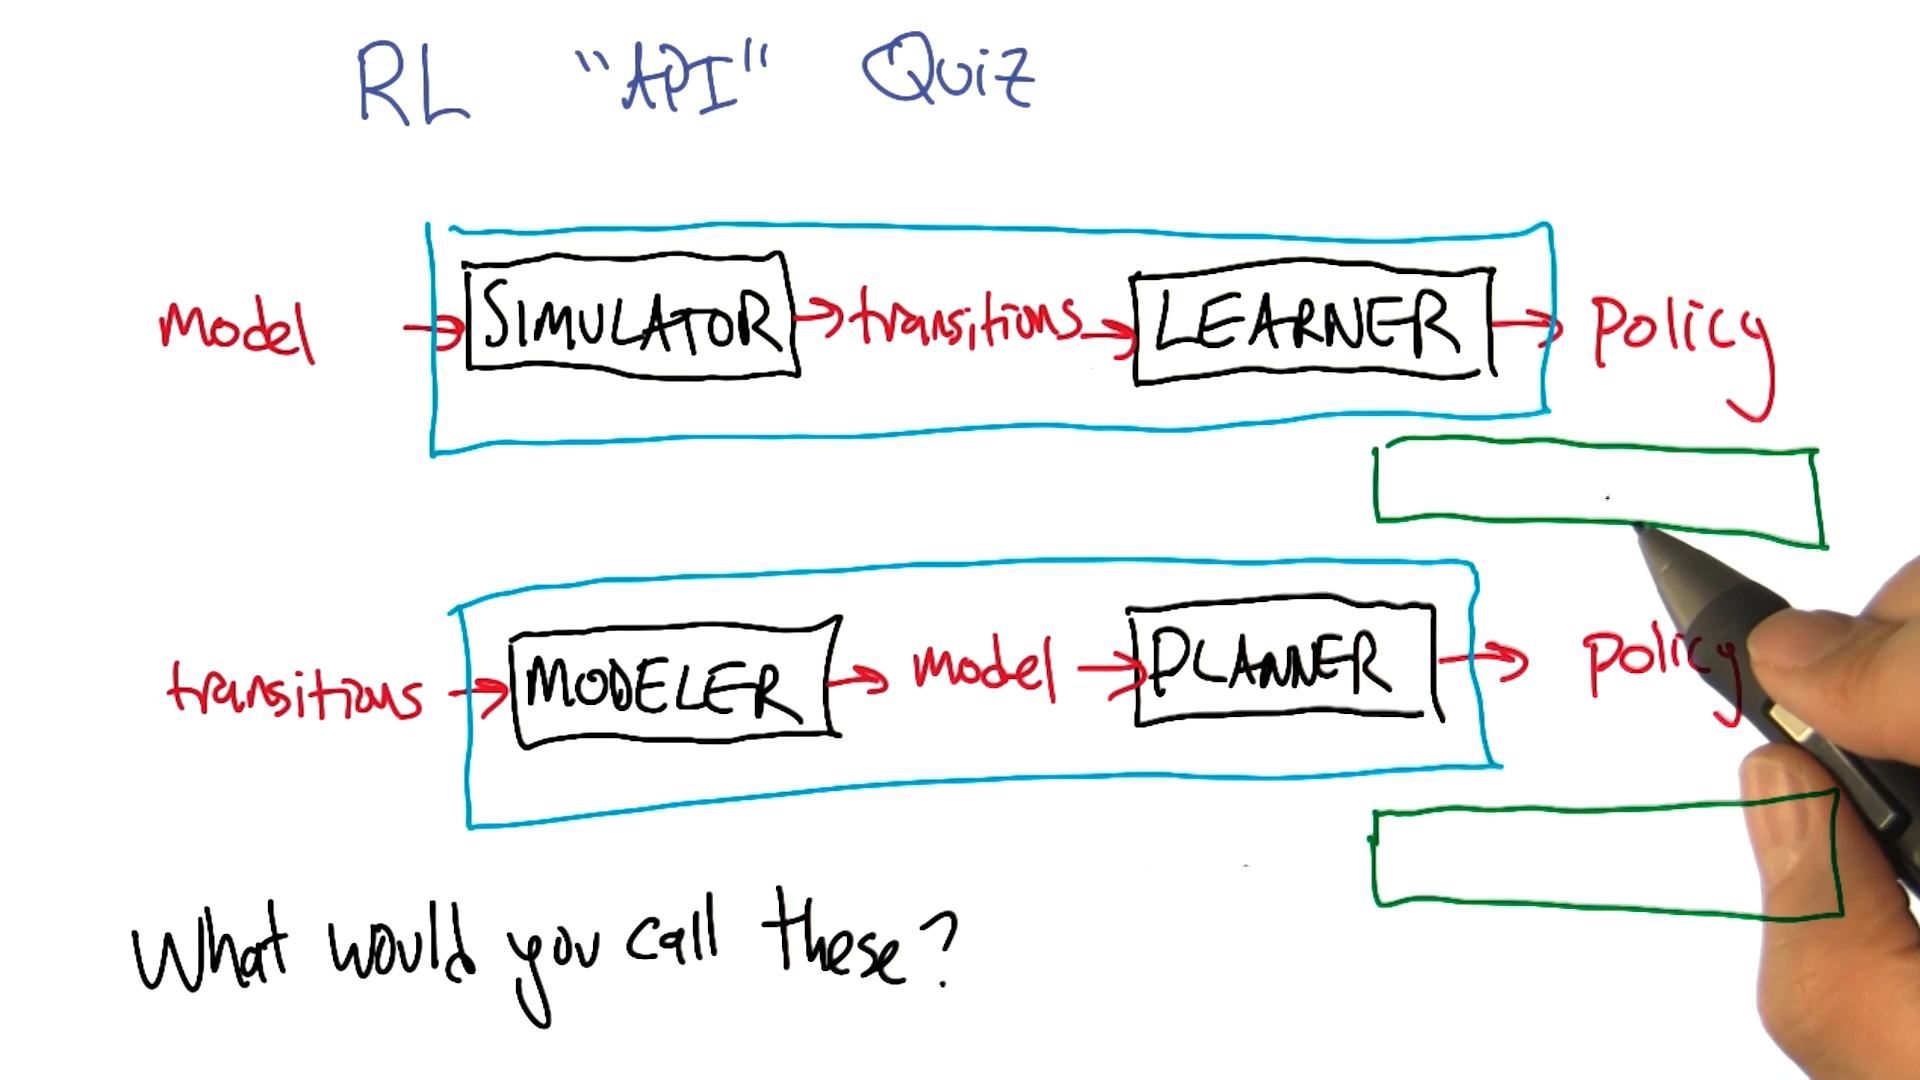 RL "API" Quiz
model → SIMULATOR → transitions → LEARNER → policy
transitions → MODELER → model → PLANNER → policy
What would you call these?